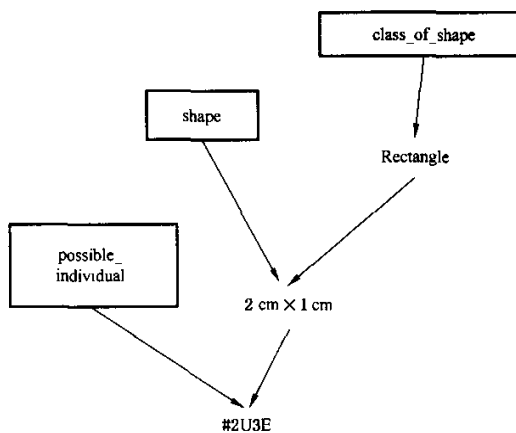 class_of_shape
shape
Rectangle
possible_
individual
2 cm × 1 cm
#2U3E